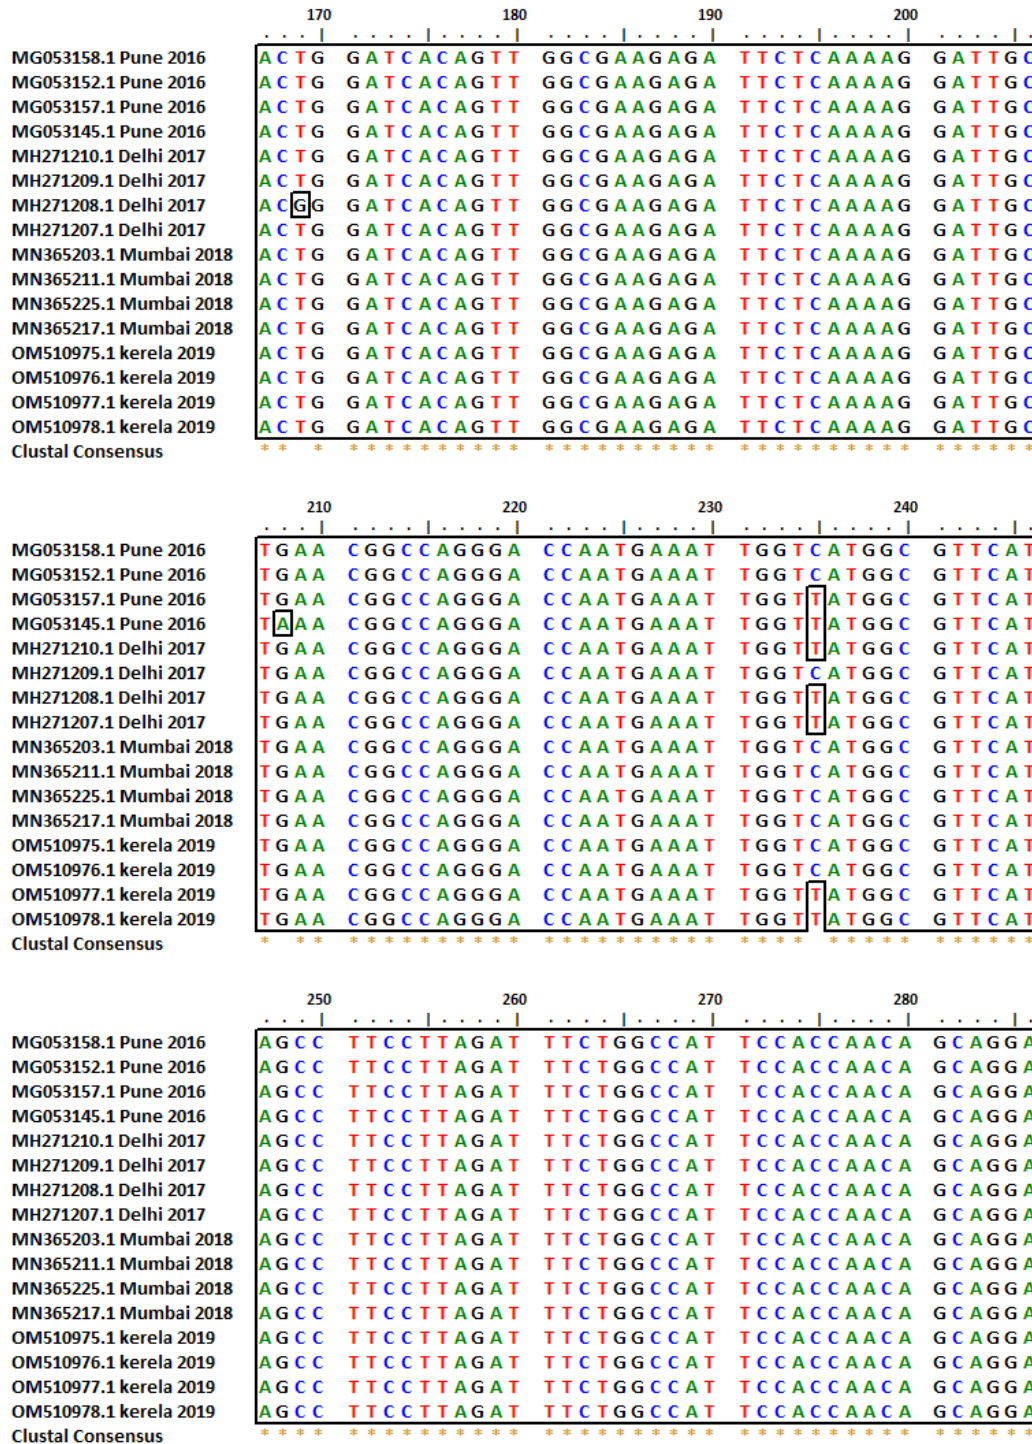 170 180 190 200
. . . | . . . . | . . . . | . . . . | . . . . | . . . . | . . . . | . . . . | .
MG053158.1 Pune 2016 ACTG GATCACAGTT GGCGAAGAGA TTCTCAAAAG GATTGC
MG053152.1 Pune 2016 ACTG GATCACAGTT GGCGAAGAGA TTCTCAAAAG GATTGC
MG053157.1 Pune 2016 ACTG GATCACAGTT GGCGAAGAGA TTCTCAAAAG GATTGC
MG053145.1 Pune 2016 ACTG GATCACAGTT GGCGAAGAGA TTCTCAAAAG GATTGC
MH271210.1 Delhi 2017 ACTG GATCACAGTT GGCGAAGAGA TTCTCAAAAG GATTGC
MH271209.1 Delhi 2017 ACTG GATCACAGTT GGCGAAGAGA TTCTCAAAAG GATTGC
MH271208.1 Delhi 2017 ACGG GATCACAGTT GGCGAAGAGA TTCTCAAAAG GATTGC
MH271207.1 Delhi 2017 ACTG GATCACAGTT GGCGAAGAGA TTCTCAAAAG GATTGC
MN365203.1 Mumbai 2018 ACTG GATCACAGTT GGCGAAGAGA TTCTCAAAAG GATTGC
MN365211.1 Mumbai 2018 ACTG GATCACAGTT GGCGAAGAGA TTCTCAAAAG GATTGC
MN365225.1 Mumbai 2018 ACTG GATCACAGTT GGCGAAGAGA TTCTCAAAAG GATTGC
MN365217.1 Mumbai 2018 ACTG GATCACAGTT GGCGAAGAGA TTCTCAAAAG GATTGC
OM510975.1 kerela 2019 ACTG GATCACAGTT GGCGAAGAGA TTCTCAAAAG GATTGC
OM510976.1 kerela 2019 ACTG GATCACAGTT GGCGAAGAGA TTCTCAAAAG GATTGC
OM510977.1 kerela 2019 ACTG GATCACAGTT GGCGAAGAGA TTCTCAAAAG GATTGC
OM510978.1 kerela 2019 ACTG GATCACAGTT GGCGAAGAGA TTCTCAAAAG GATTGC
Clustal Consensus ** * ********** ********** ********** ******
210 220 230 240
. . . | . . . . | . . . . | . . . . | . . . . | . . . . | . . . . | . . . . | .
MG053158.1 Pune 2016 TGAA CGGCCAGGGA CCAATGAAAT TGGTCATGGC GTTCAT
MG053152.1 Pune 2016 TGAA CGGCCAGGGA CCAATGAAAT TGGTCATGGC GTTCAT
MG053157.1 Pune 2016 TGAA CGGCCAGGGA CCAATGAAAT TGGTTATGGC GTTCAT
MG053145.1 Pune 2016 TAAA CGGCCAGGGA CCAATGAAAT TGGTTATGGC GTTCAT
MH271210.1 Delhi 2017 TGAA CGGCCAGGGA CCAATGAAAT TGGTTATGGC GTTCAT
MH271209.1 Delhi 2017 TGAA CGGCCAGGGA CCAATGAAAT TGGTCATGGC GTTCAT
MH271208.1 Delhi 2017 TGAA CGGCCAGGGA CCAATGAAAT TGGTTATGGC GTTCAT
MH271207.1 Delhi 2017 TGAA CGGCCAGGGA CCAATGAAAT TGGTTATGGC GTTCAT
MN365203.1 Mumbai 2018 TGAA CGGCCAGGGA CCAATGAAAT TGGTCATGGC GTTCAT
MN365211.1 Mumbai 2018 TGAA CGGCCAGGGA CCAATGAAAT TGGTCATGGC GTTCAT
MN365225.1 Mumbai 2018 TGAA CGGCCAGGGA CCAATGAAAT TGGTCATGGC GTTCAT
MN365217.1 Mumbai 2018 TGAA CGGCCAGGGA CCAATGAAAT TGGTCATGGC GTTCAT
OM510975.1 kerela 2019 TGAA CGGCCAGGGA CCAATGAAAT TGGTCATGGC GTTCAT
OM510976.1 kerela 2019 TGAA CGGCCAGGGA CCAATGAAAT TGGTCATGGC GTTCAT
OM510977.1 kerela 2019 TGAA CGGCCAGGGA CCAATGAAAT TGGTTATGGC GTTCAT
OM510978.1 kerela 2019 TGAA CGGCCAGGGA CCAATGAAAT TGGTTATGGC GTTCAT
Clustal Consensus * ** ********** ********** **** ***** ******
250 260 270 280
. . . | . . . . | . . . . | . . . . | . . . . | . . . . | . . . . | . . . . | .
MG053158.1 Pune 2016 AGCC TTCCTTAGAT TTCTGGCCAT TCCACCAACA GCAGGA
MG053152.1 Pune 2016 AGCC TTCCTTAGAT TTCTGGCCAT TCCACCAACA GCAGGA
MG053157.1 Pune 2016 AGCC TTCCTTAGAT TTCTGGCCAT TCCACCAACA GCAGGA
MG053145.1 Pune 2016 AGCC TTCCTTAGAT TTCTGGCCAT TCCACCAACA GCAGGA
MH271210.1 Delhi 2017 AGCC TTCCTTAGAT TTCTGGCCAT TCCACCAACA GCAGGA
MH271209.1 Delhi 2017 AGCC TTCCTTAGAT TTCTGGCCAT TCCACCAACA GCAGGA
MH271208.1 Delhi 2017 AGCC TTCCTTAGAT TTCTGGCCAT TCCACCAACA GCAGGA
MH271207.1 Delhi 2017 AGCC TTCCTTAGAT TTCTGGCCAT TCCACCAACA GCAGGA
MN365203.1 Mumbai 2018 AGCC TTCCTTAGAT TTCTGGCCAT TCCACCAACA GCAGGA
MN365211.1 Mumbai 2018 AGCC TTCCTTAGAT TTCTGGCCAT TCCACCAACA GCAGGA
MN365225.1 Mumbai 2018 AGCC TTCCTTAGAT TTCTGGCCAT TCCACCAACA GCAGGA
MN365217.1 Mumbai 2018 AGCC TTCCTTAGAT TTCTGGCCAT TCCACCAACA GCAGGA
OM510975.1 kerela 2019 AGCC TTCCTTAGAT TTCTGGCCAT TCCACCAACA GCAGGA
OM510976.1 kerela 2019 AGCC TTCCTTAGAT TTCTGGCCAT TCCACCAACA GCAGGA
OM510977.1 kerela 2019 AGCC TTCCTTAGAT TTCTGGCCAT TCCACCAACA GCAGGA
OM510978.1 kerela 2019 AGCC TTCCTTAGAT TTCTGGCCAT TCCACCAACA GCAGGA
Clustal Consensus **** ********** ********** ********** ******